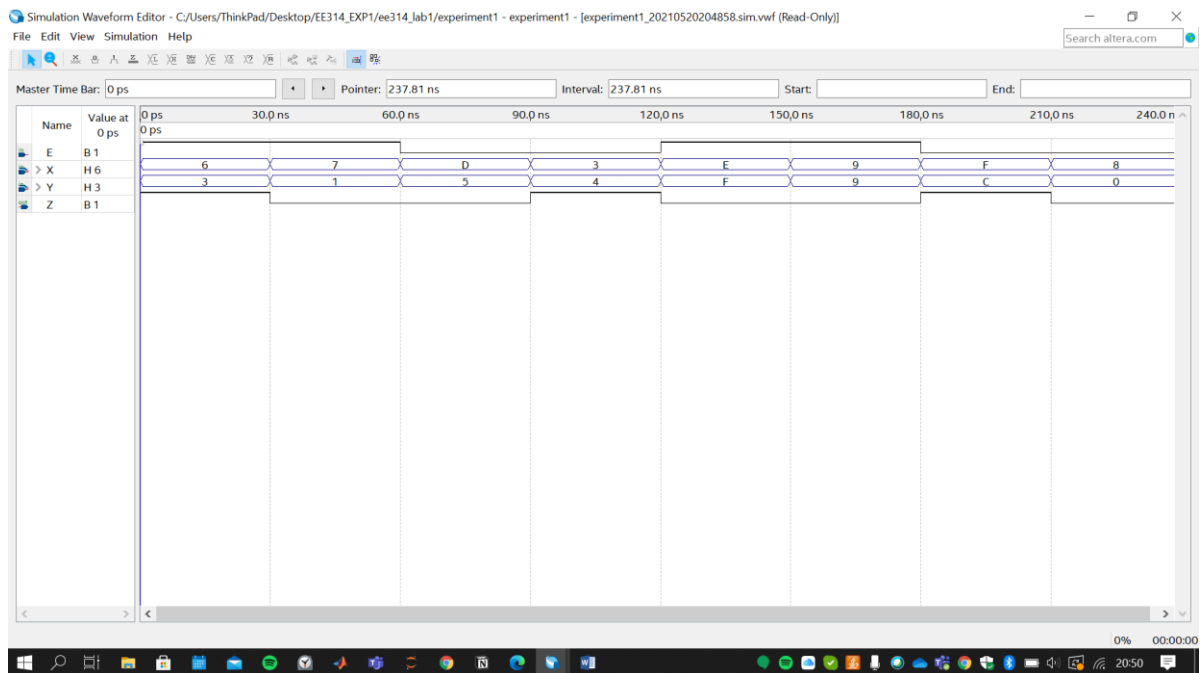 Simulation Waveform Editor - C:/Users/ThinkPad/Desktop/EE314_EXP1/ee314_lab1/experiment1 - experiment1 - [experiment1_20210520204858.sim.vwf (Read-Only)]
File Edit View Simulation Help
Search altera.com
Master Time Bar: 0 ps Pointer: 237.81 ns Interval: 237.81 ns Start: End:
Name Value at 0 ps
0 ps 30.0 ns 60.0 ns 90.0 ns 120,0 ns 150,0 ns 180,0 ns 210,0 ns 240.0 n
0 ps
E B 1
X H 6 6 7 D 3 E 9 F 8
Y H 3 3 1 5 4 F 9 C 0
Z B 1
0% 00:00:00
20:50